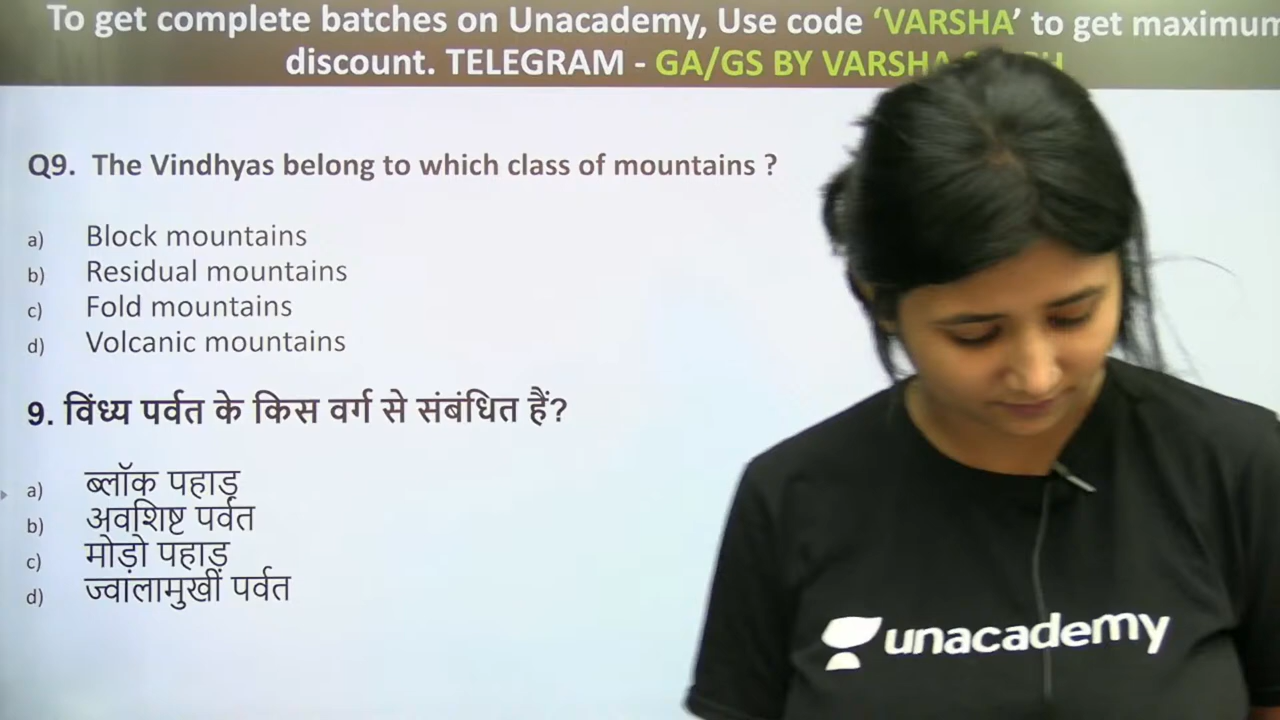 To get complete batches on Unacademy, Use code ‘VARSHA’ to get maximum
discount. TELEGRAM - GA/GS BY VARSHA
Q9. The Vindhyas belong to which class of mountains ?
a) Block mountains
b) Residual mountains
c) Fold mountains
d) Volcanic mountains
9. विंध्य पर्वत के किस वर्ग से संबंधित हैं?
a) ब्लॉक पहाड़
b) अवशिष्ट पर्वत
c) मोड़ो पहाड़
d) ज्वालामुखी पर्वत
unacademy